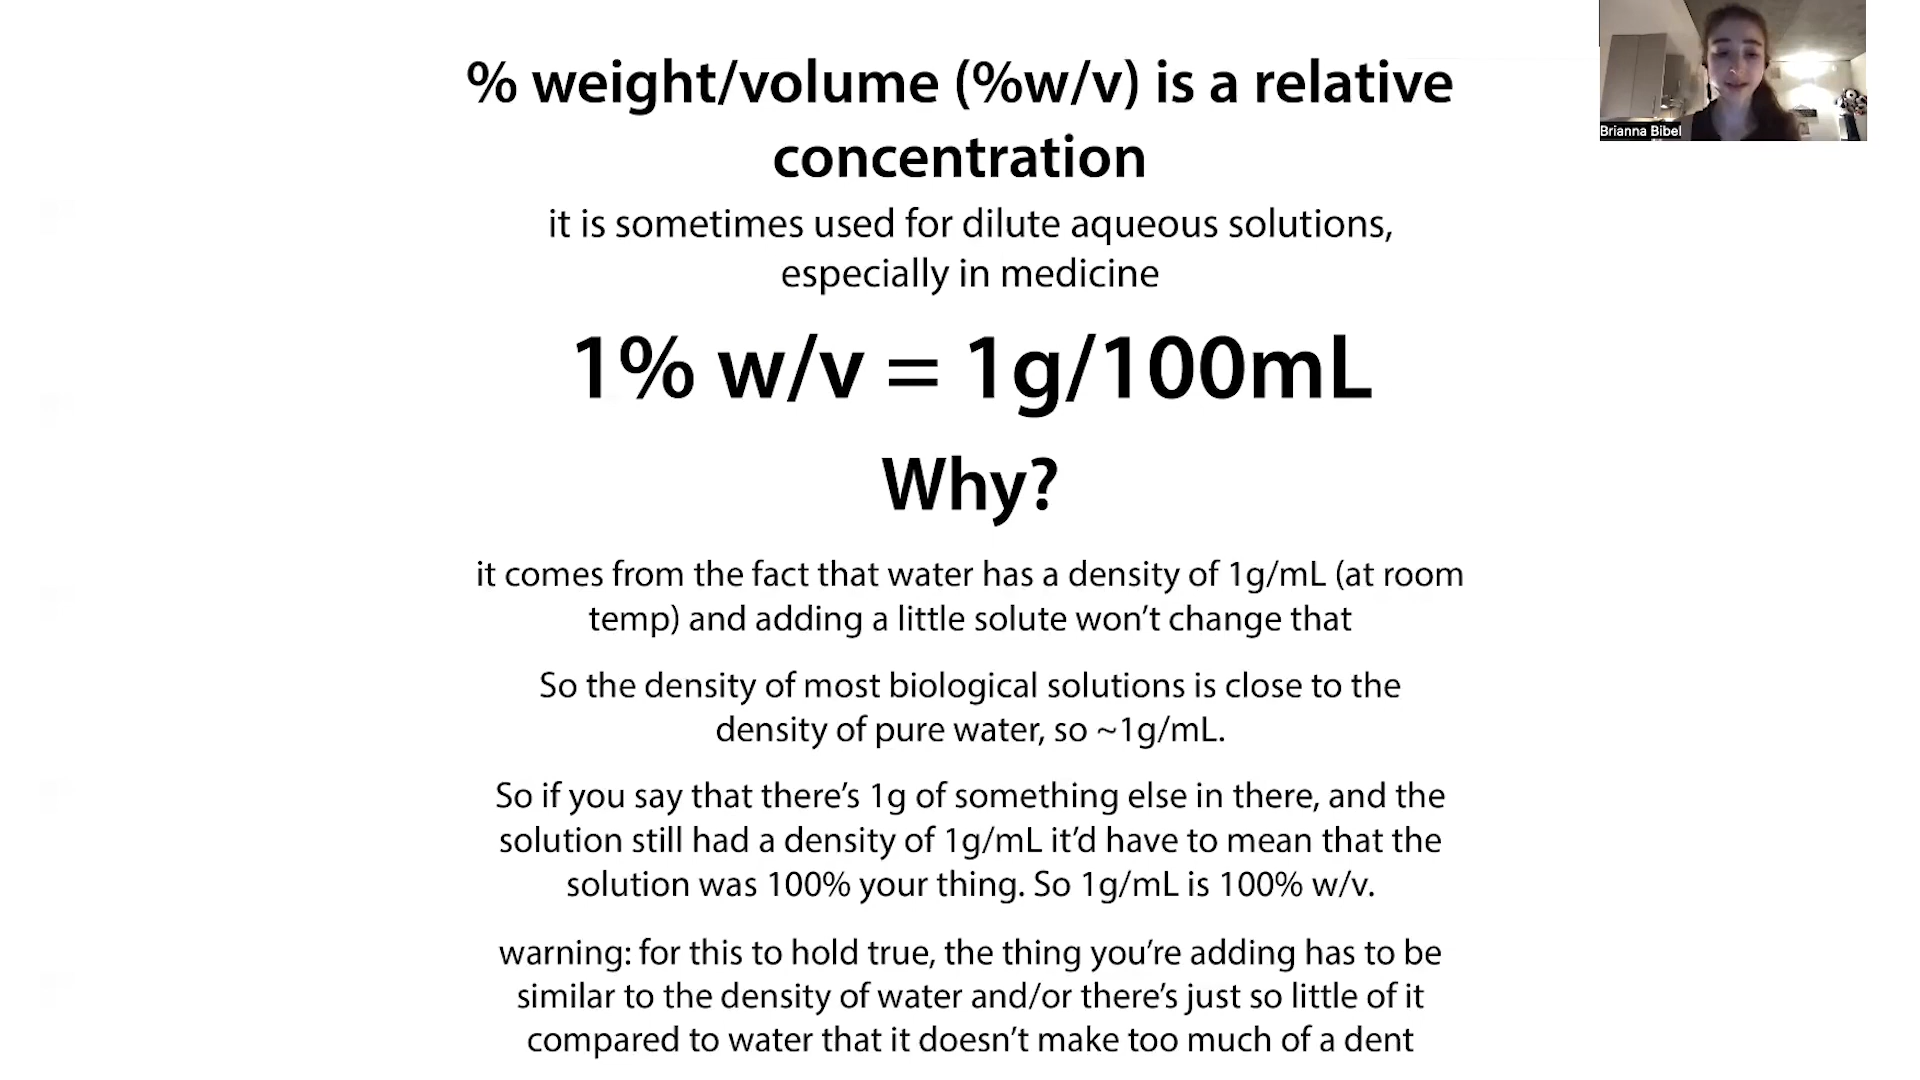 % weight/volume (%w/v) is a relative
concentration
it is sometimes used for dilute aqueous solutions,
especially in medicine
1% w/v = 1g/100mL
Why?
it comes from the fact that water has a density of 1g/mL (at room
temp) and adding a little solute won’t change that
So the density of most biological solutions is close to the
density of pure water, so ~1g/mL.
So if you say that there’s 1g of something else in there, and the
solution still had a density of 1g/mL it’d have to mean that the
solution was 100% your thing. So 1g/mL is 100% w/v.
warning: for this to hold true, the thing you’re adding has to be
similar to the density of water and/or there’s just so little of it
compared to water that it doesn’t make too much of a dent
Brianna Bibel